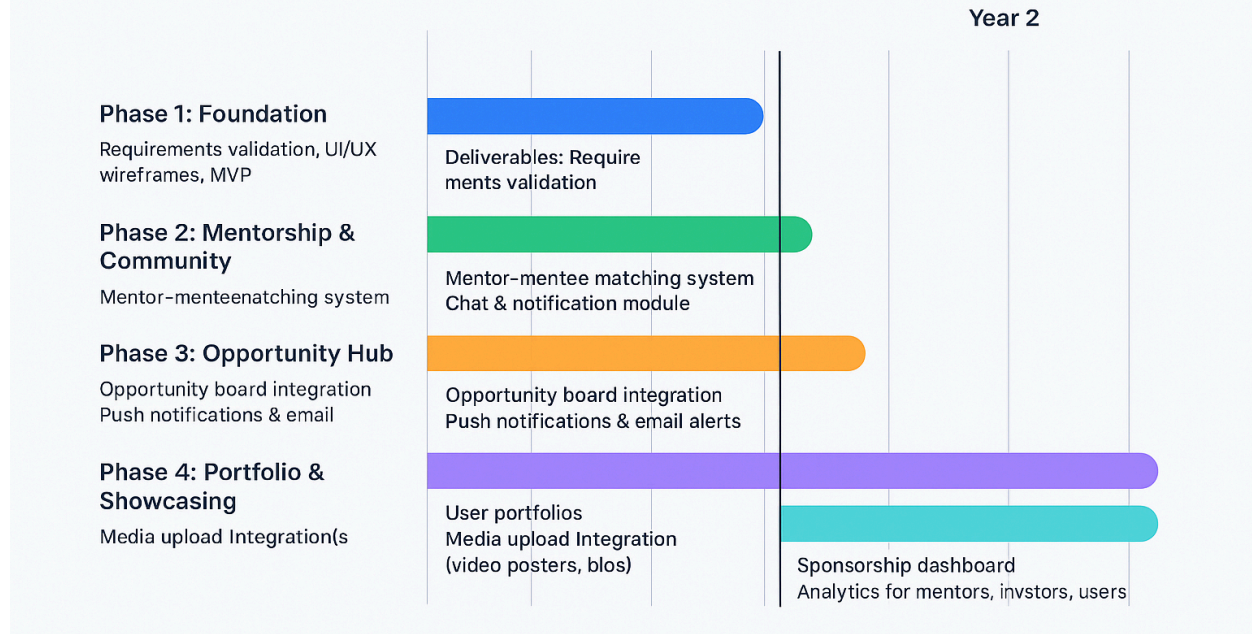 Year 2
Phase 1: Foundation
Requirements validation, UI/UX
wireframes, MVP
Deliverables: Require
ments validation
Phase 2: Mentorship &
Community
Mentor-menteenatching system
Mentor-mentee matching system
Chat & notification module
Phase 3: Opportunity Hub
Opportunity board integration
Push notifications & email
Opportunity board integration
Push notifications & email alerts
Phase 4: Portfolio &
Showcasing
Media upload Integration(s
User portfolios
Media upload Integration
(video posters, blos)
Sponsorship dashboard
Analytics for mentors, invstors, users